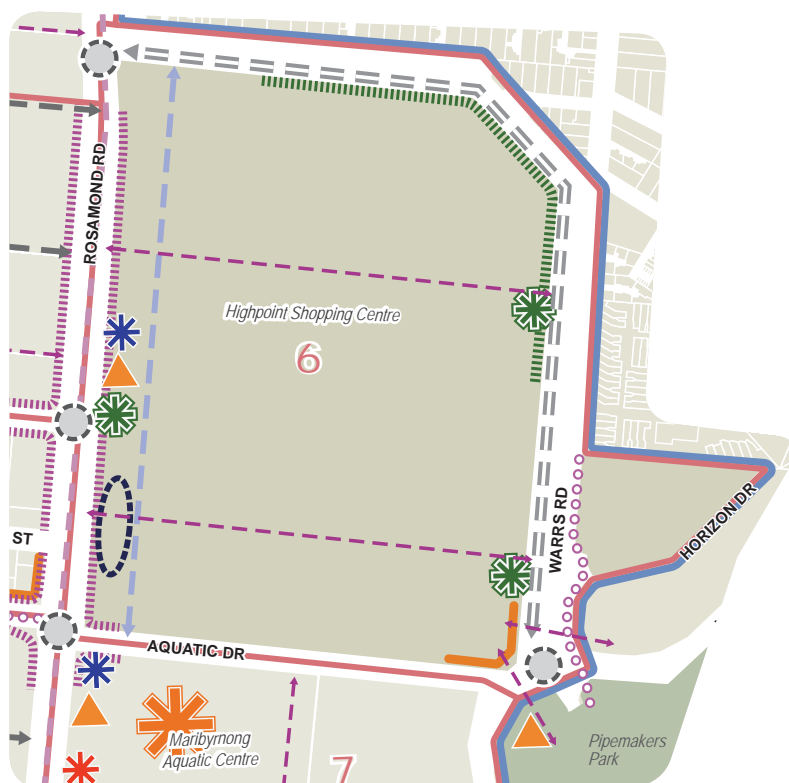 ROSAMOND RD
Highpoint Shopping Centre
6
WARRS RD
HORIZON DR
ST
AQUATIC DR
Maribyrnong
Aquatic Centre
7
Pipemakers
Park